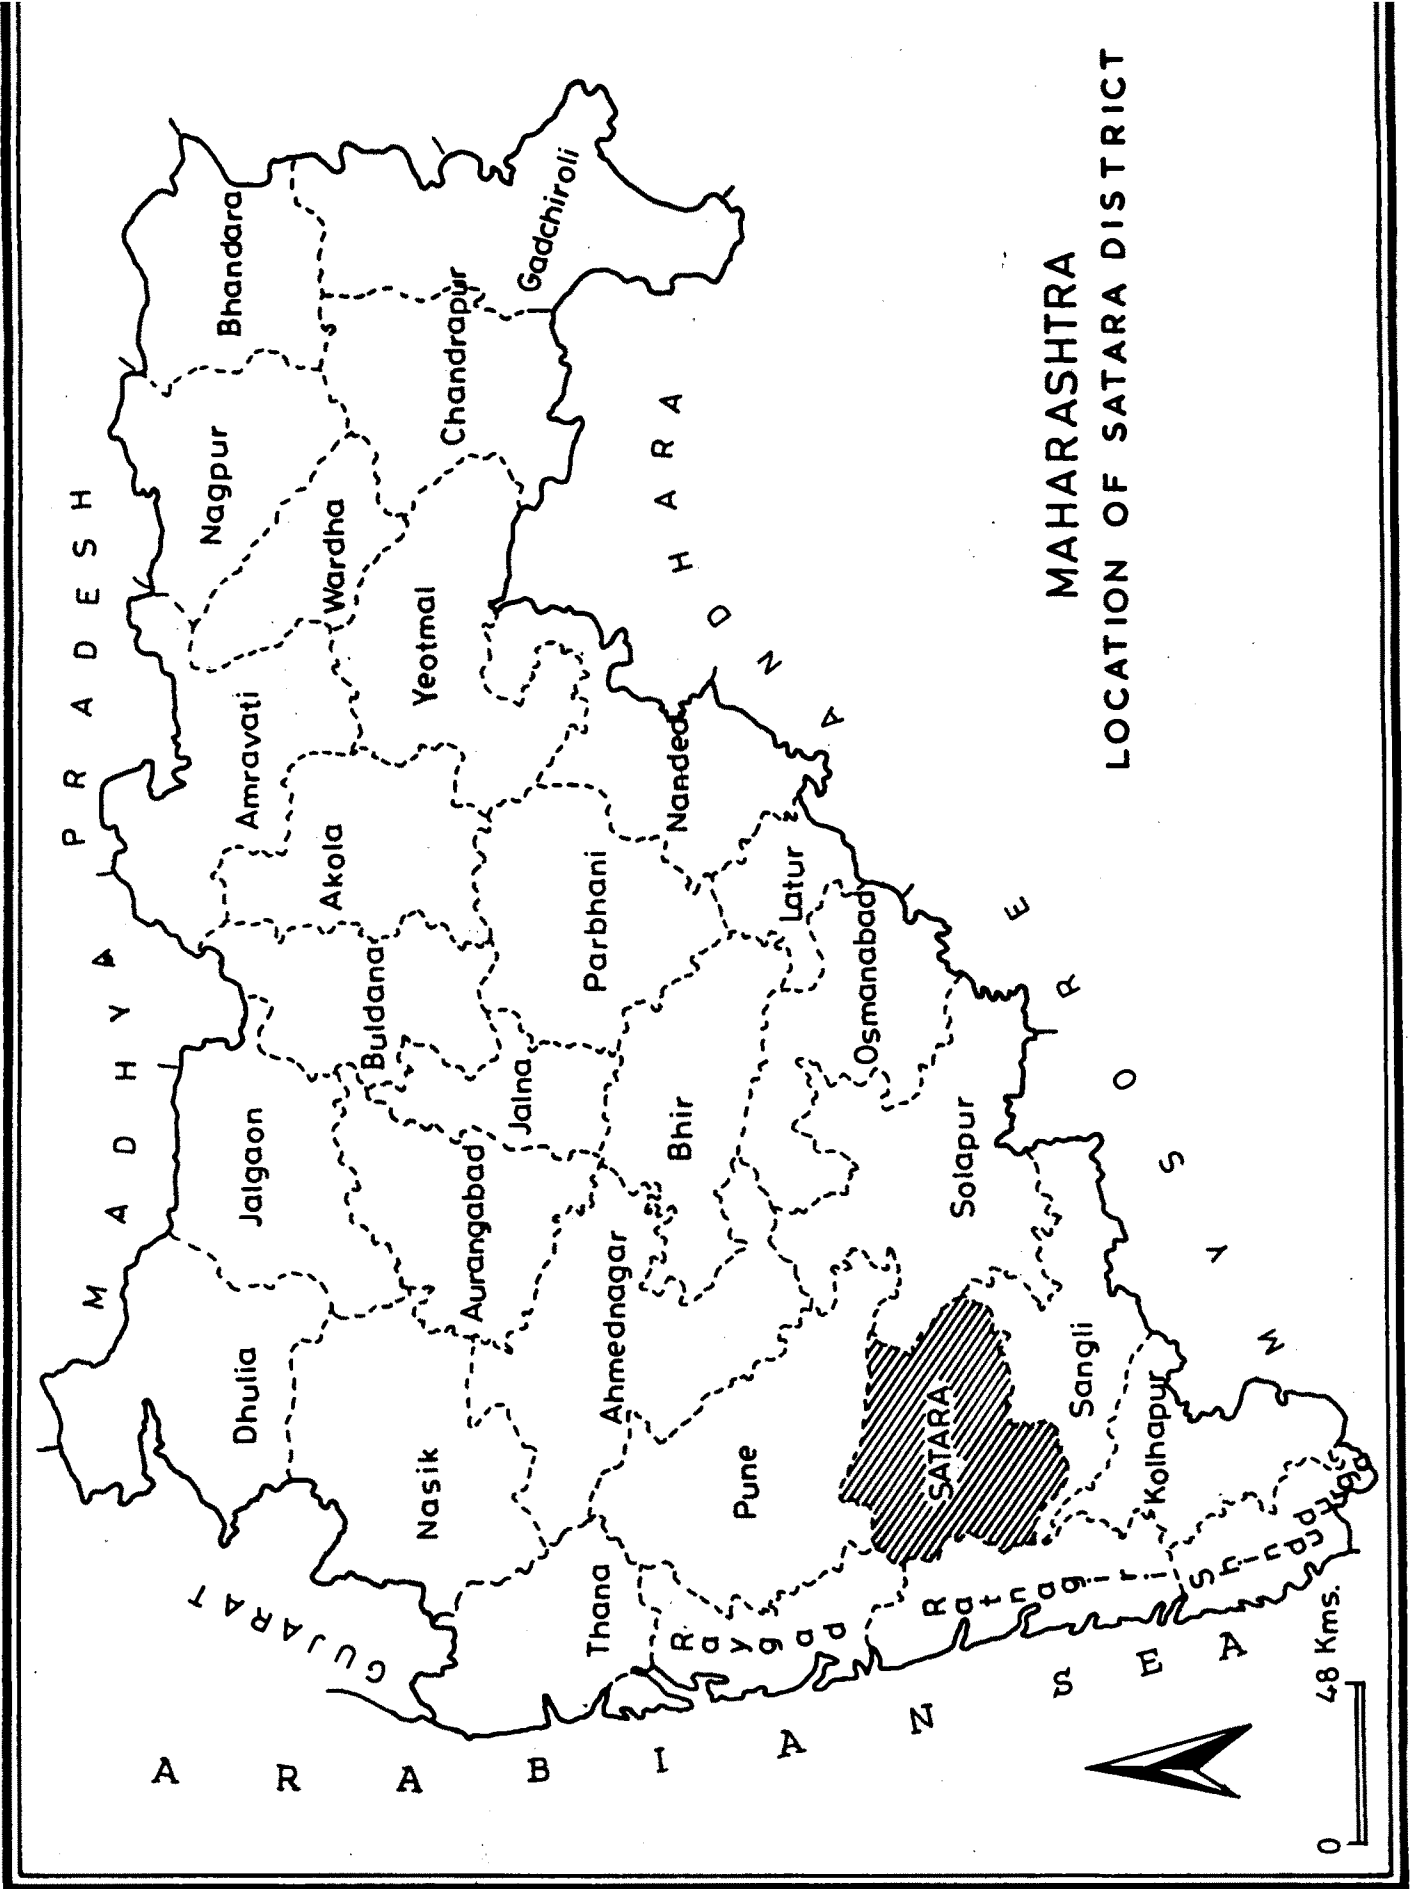 MADHYA PRADESH
GUJARAT
ARABIAN SEA
ANDHARA
MYSORE
Bhandara
Nagpur
Gadchiroli
Chandrapur
Wardha
Amravati
Yeotmal
Akola
Buldana
Jalgaon
Dhulia
Nanded
Parbhani
Latur
Osmanabad
Jalna
Aurangabad
Bhir
Nasik
Ahmednagar
Solapur
Pune
Thana
Raygad
SATARA
Sangli
Kolhapur
Ratnagiri
Shindudurga
MAHARASHTRA
LOCATION OF SATARA DISTRICT
0 48 Kms.